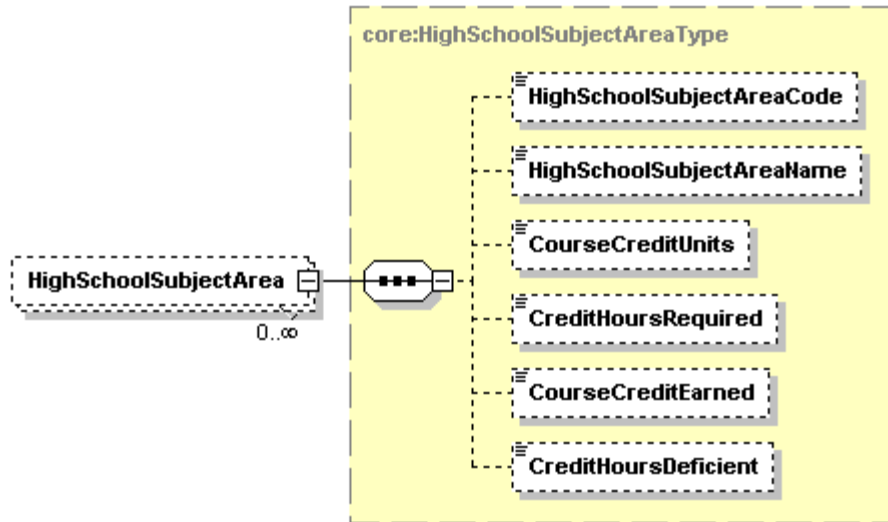 core:HighSchoolSubjectAreaType
HighSchoolSubjectAreaCode
HighSchoolSubjectAreaName
CourseCreditUnits
HighSchoolSubjectArea
0..∞
CreditHoursRequired
CourseCreditEarned
CreditHoursDeficient